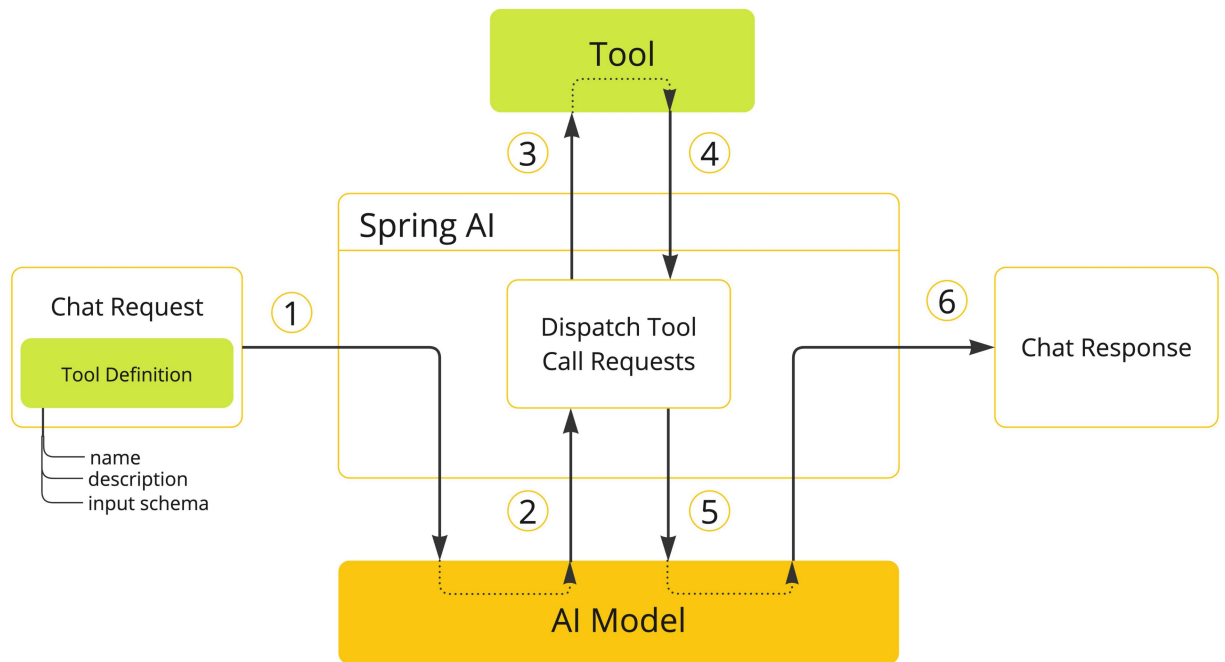 Tool
3
4
Spring AI
Chat Request
1
Tool Definition
name
description
input schema
Dispatch Tool
Call Requests
6
Chat Response
2
5
AI Model